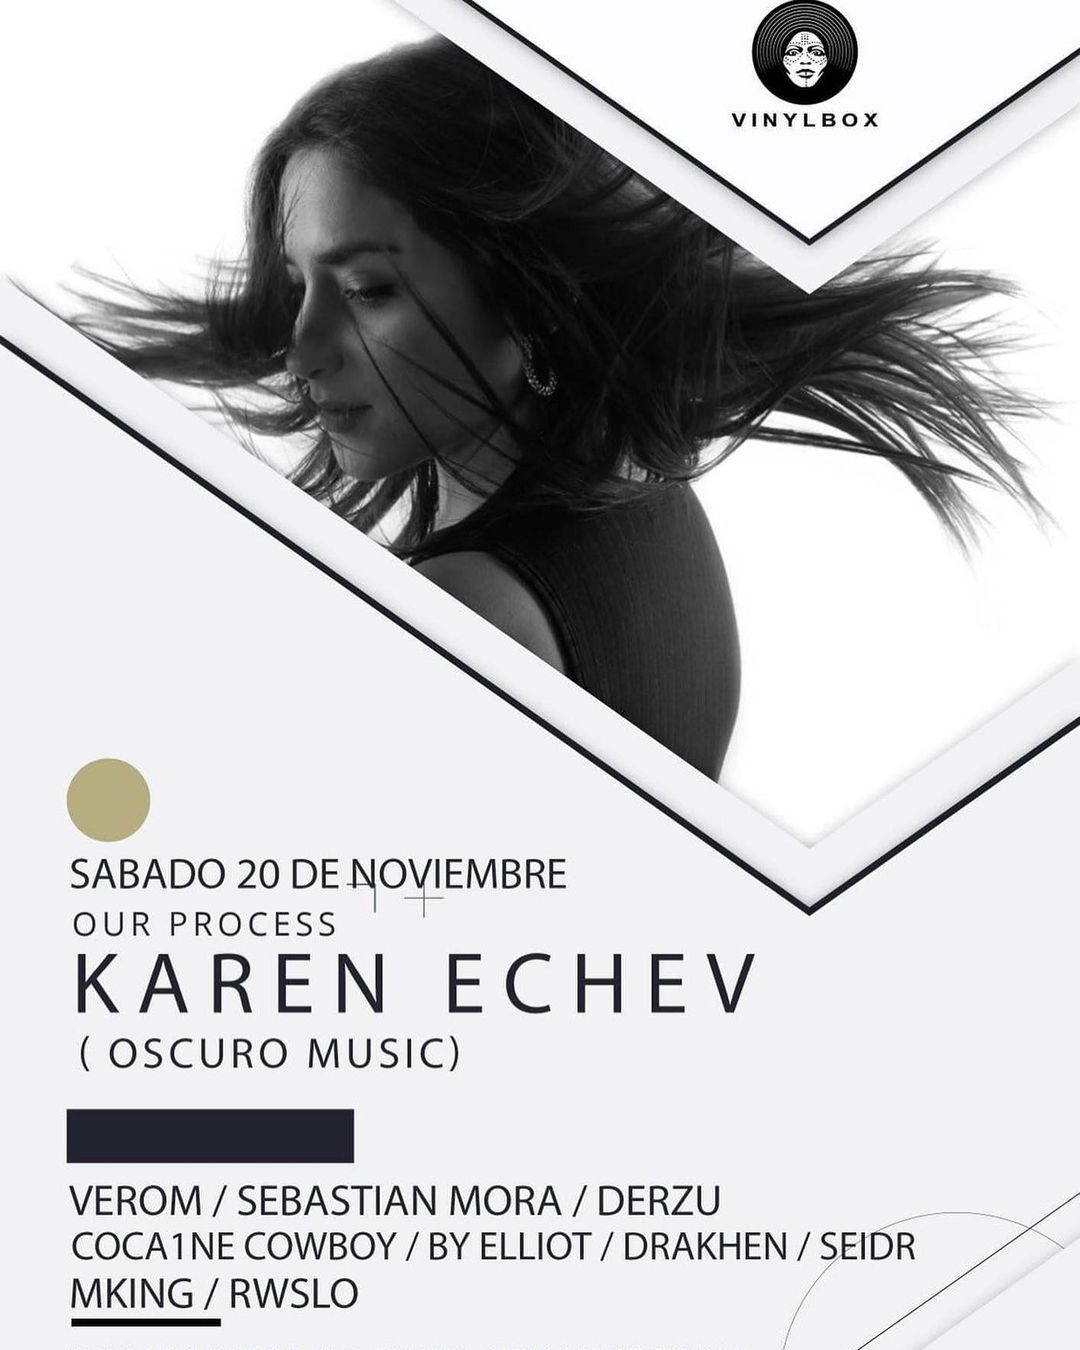 VINYLBOX
SABADO 20 DE NOVIEMBRE
OUR PROCESS
KAREN ECHEV
( OSCURO MUSIC)
VEROM / SEBASTIAN MORA / DERZU
COCA1NE COWBOY / BY ELLIOT / DRAKHEN / SEIDR
MKING / RWSLO